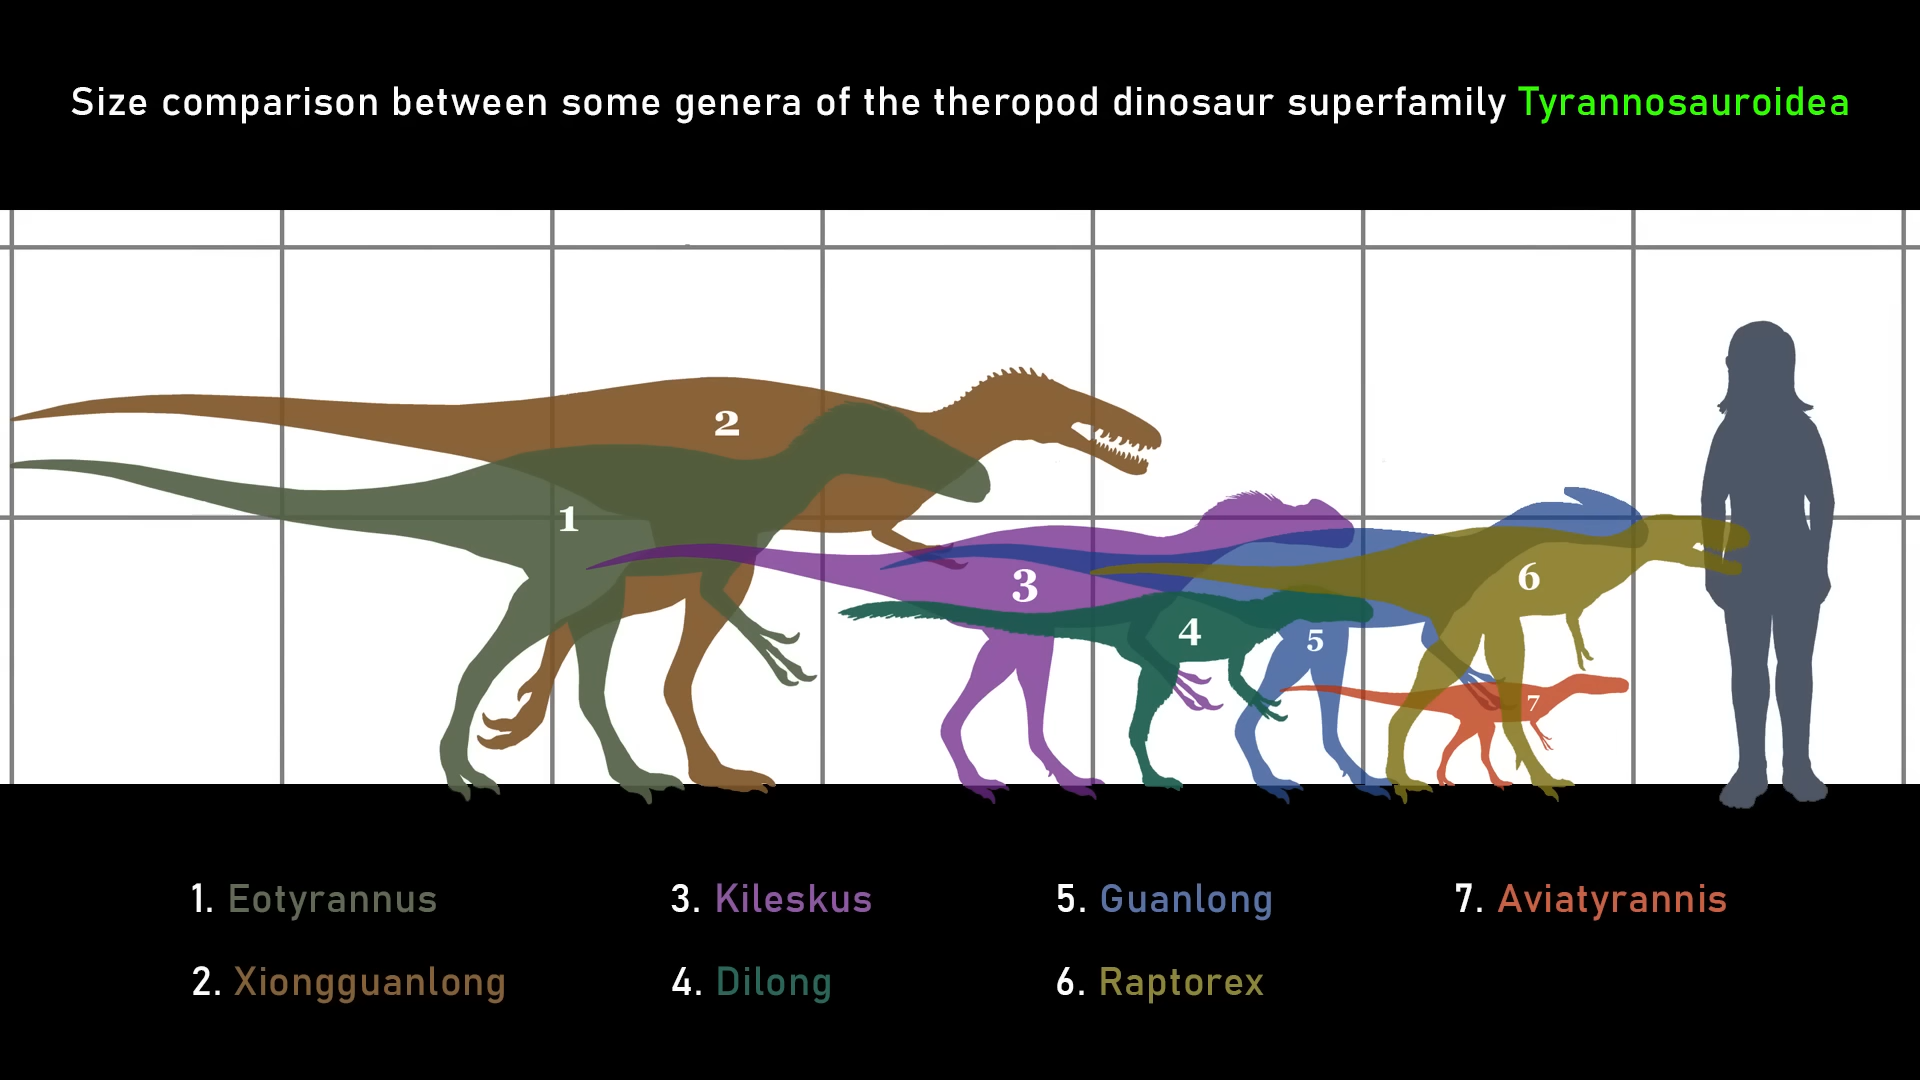 Size comparison between some genera of the theropod dinosaur superfamily Tyrannosauroidea
2
1
3
6
4
5
7
1. Eotyrannus
3. Kileskus
5. Guanlong
7. Aviatyrannis
2. Xiongguanlong
4. Dilong
6. Raptorex